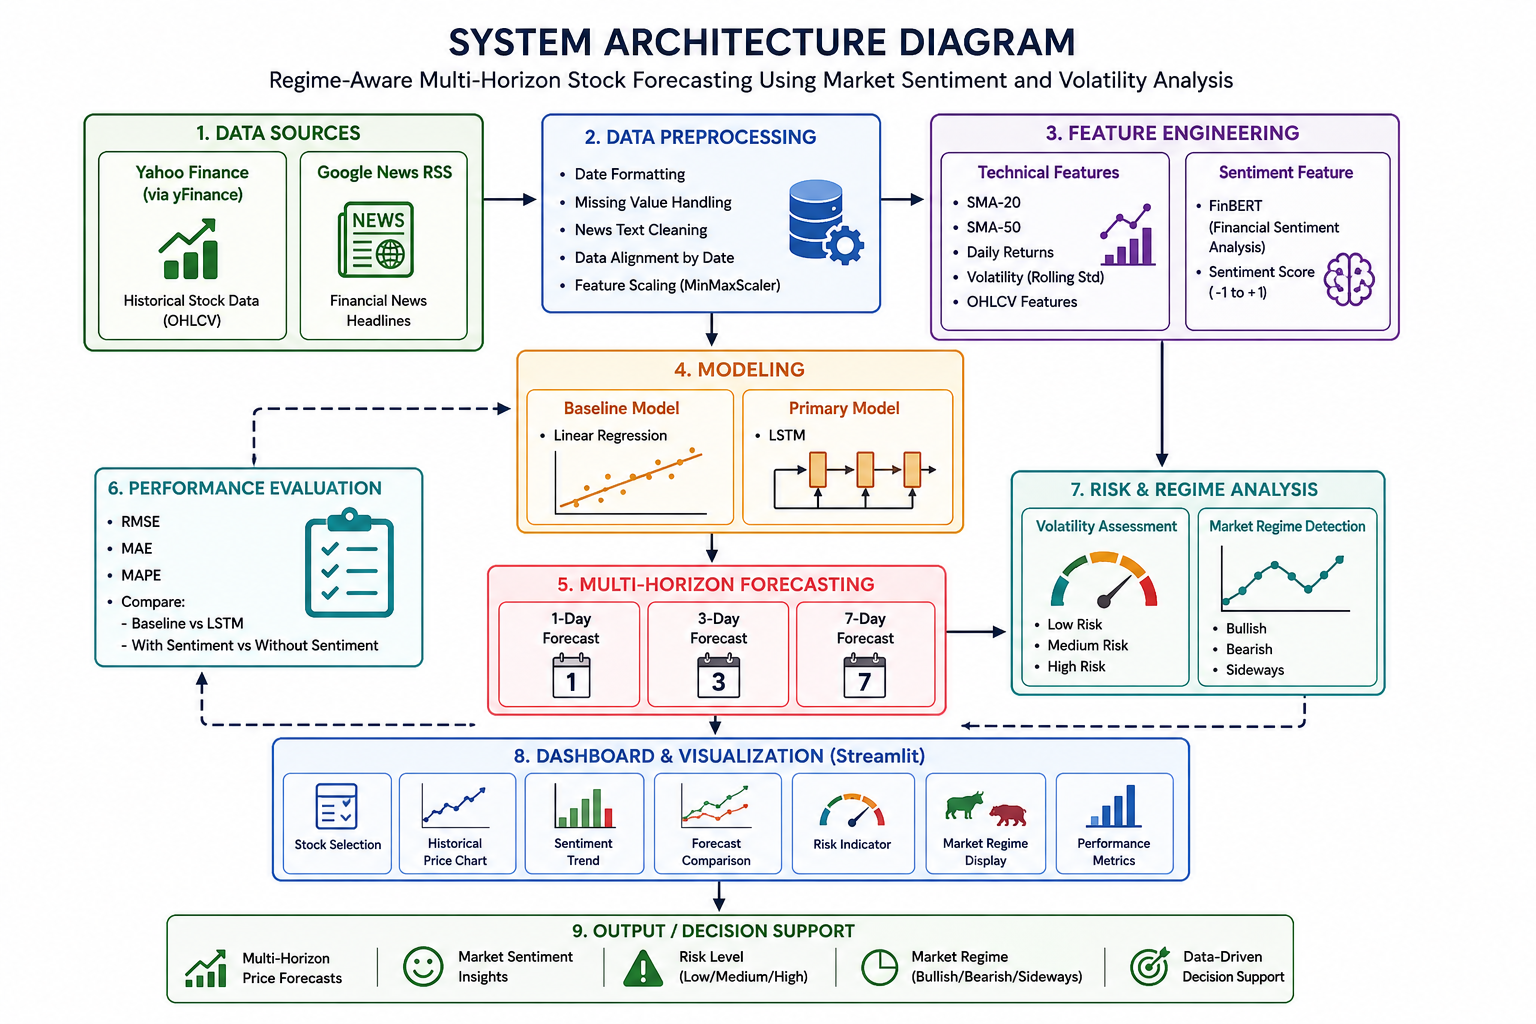 SYSTEM ARCHITECTURE DIAGRAM
Regime-Aware Multi-Horizon Stock Forecasting Using Market Sentiment and Volatility Analysis
1. DATA SOURCES
Yahoo Finance
(via yFinance)
Historical Stock Data
(OHLCV)
Google News RSS
NEWS
Financial News
Headlines
2. DATA PREPROCESSING
• Date Formatting
• Missing Value Handling
• News Text Cleaning
• Data Alignment by Date
• Feature Scaling (MinMaxScaler)
3. FEATURE ENGINEERING
Technical Features
• SMA-20
• SMA-50
• Daily Returns
• Volatility (Rolling Std)
• OHLCV Features
Sentiment Feature
• FinBERT
(Financial Sentiment
Analysis)
• Sentiment Score
(-1 to +1)
4. MODELING
Baseline Model
• Linear Regression
Primary Model
• LSTM
5. MULTI-HORIZON FORECASTING
1-Day
Forecast
1
3-Day
Forecast
3
7-Day
Forecast
7
6. PERFORMANCE EVALUATION
• RMSE
• MAE
• MAPE
• Compare:
- Baseline vs LSTM
- With Sentiment vs Without Sentiment
7. RISK & REGIME ANALYSIS
Volatility Assessment
• Low Risk
• Medium Risk
• High Risk
Market Regime Detection
• Bullish
• Bearish
• Sideways
8. DASHBOARD & VISUALIZATION (Streamlit)
Stock Selection
Historical
Price Chart
Sentiment
Trend
Forecast
Comparison
Risk Indicator
Market Regime
Display
Performance
Metrics
9. OUTPUT / DECISION SUPPORT
Multi-Horizon
Price Forecasts
Market Sentiment
Insights
Risk Level
(Low/Medium/High)
Market Regime
(Bullish/Bearish/Sideways)
Data-Driven
Decision Support